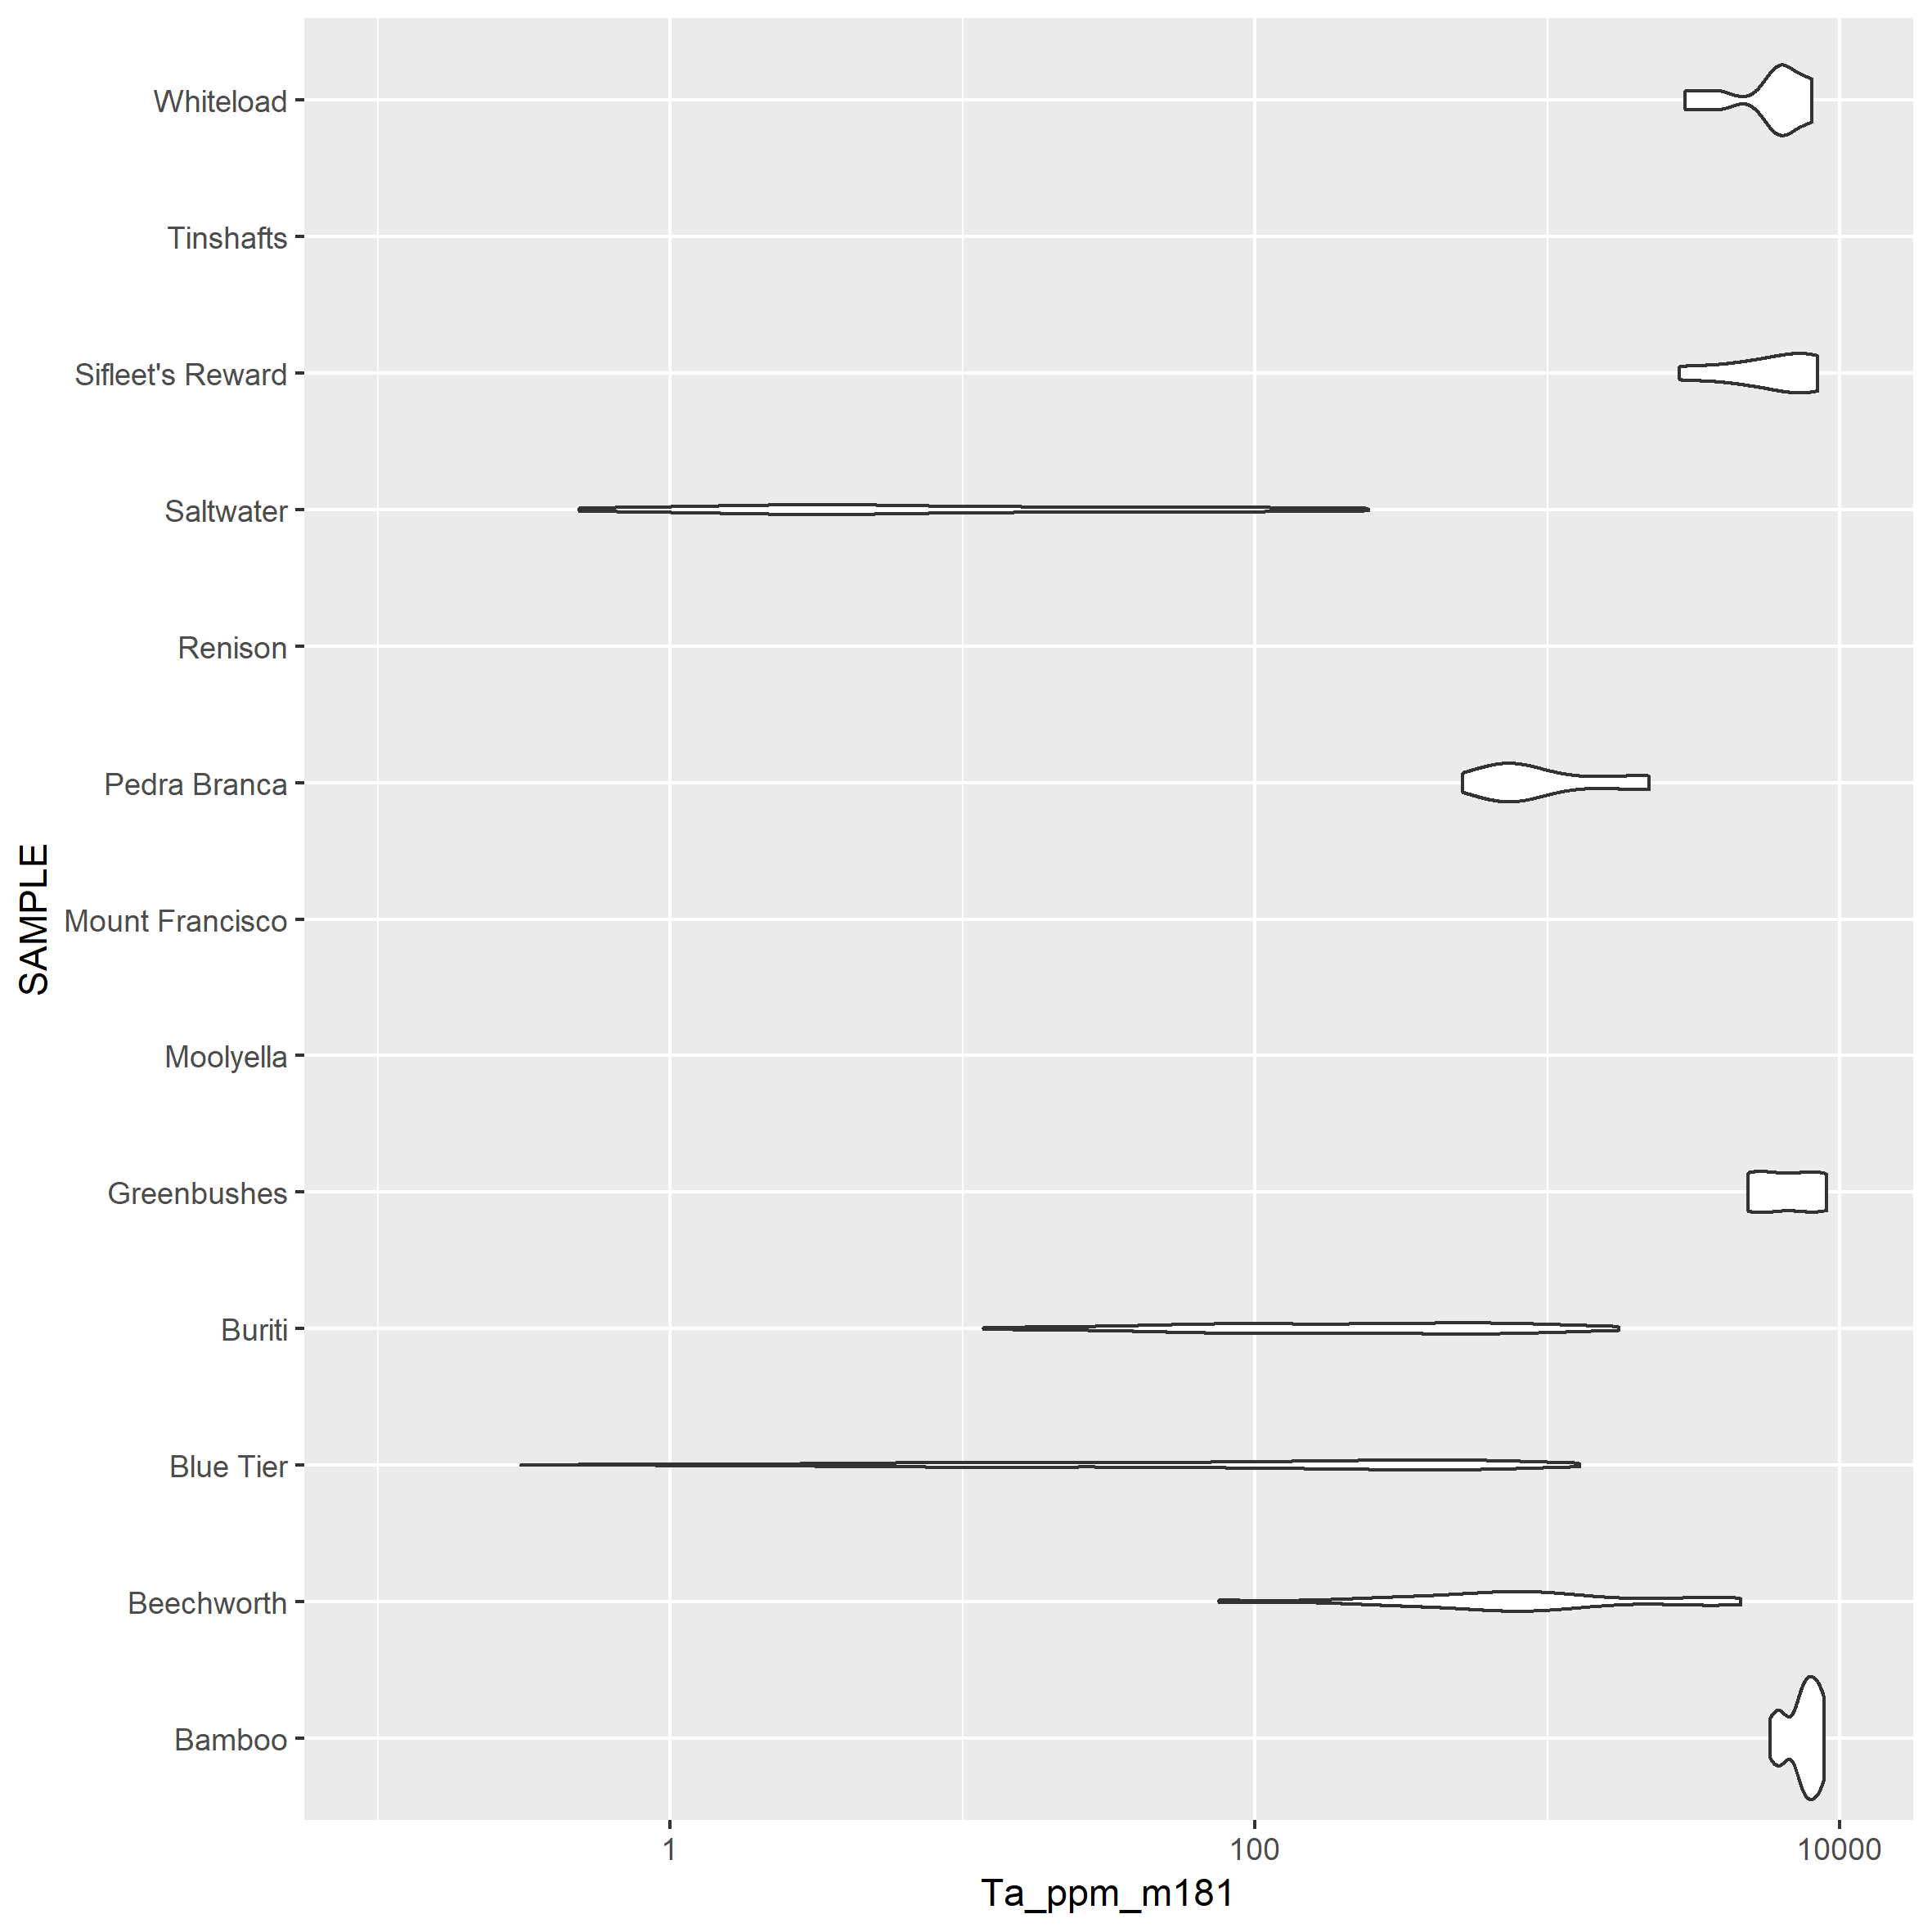 Whiteload
Tinshafts
Sifleet's Reward
Saltwater
Renison
Pedra Branca
Mount Francisco
Moolyella
Greenbushes
Buriti
Blue Tier
Beechworth
Bamboo
SAMPLE
1 100 10000
Ta_ppm_m181